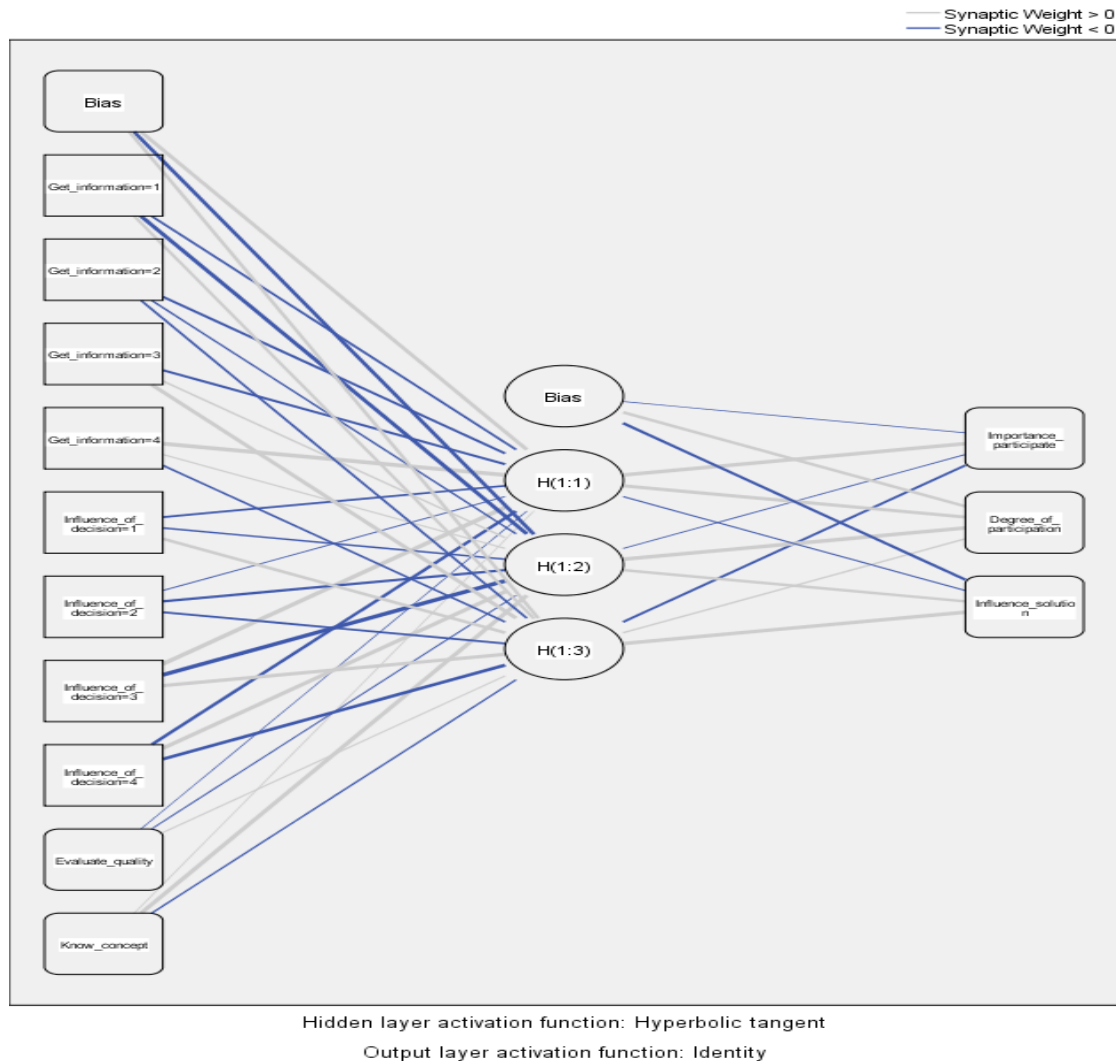 Synaptic Weight > 0
Synaptic Weight < 0
Bias
Get_information=1
Get_information=2
Get_information=3
Get_information=4
Influence_of_
decision=1
Influence_of_
decision=2
Influence_of_
decision=3
Influence_of_
decision=4
Evaluate_quality
Know_concept
Bias
H(1:1)
H(1:2)
H(1:3)
Importance_
participate
Degree_of_
participation
Influence_solutio
n
Hidden layer activation function: Hyperbolic tangent
Output layer activation function: Identity